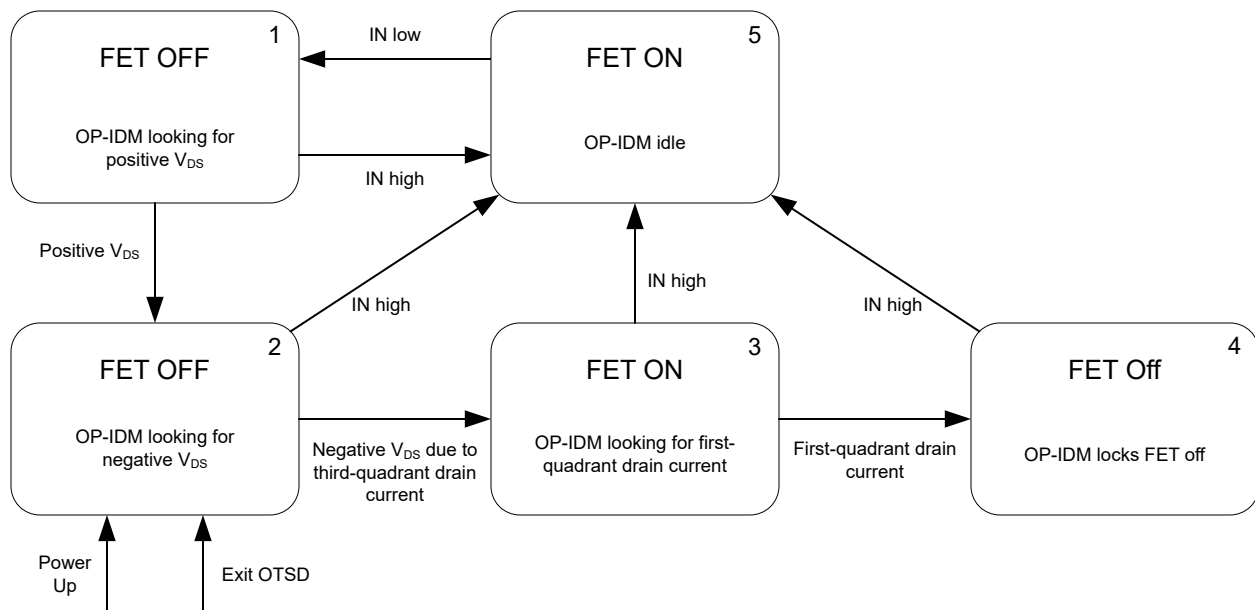 1
FET OFF
OP-IDM looking for
positive VDS
IN low
IN high
5
FET ON
OP-IDM idle
Positive VDS
IN high
IN high
IN high
2
FET OFF
OP-IDM looking for
negative VDS
Negative VDS due to
third-quadrant drain
current
3
FET ON
OP-IDM looking for first-
quadrant drain current
First-quadrant drain
current
4
FET Off
OP-IDM locks FET off
Power
Up
Exit OTSD